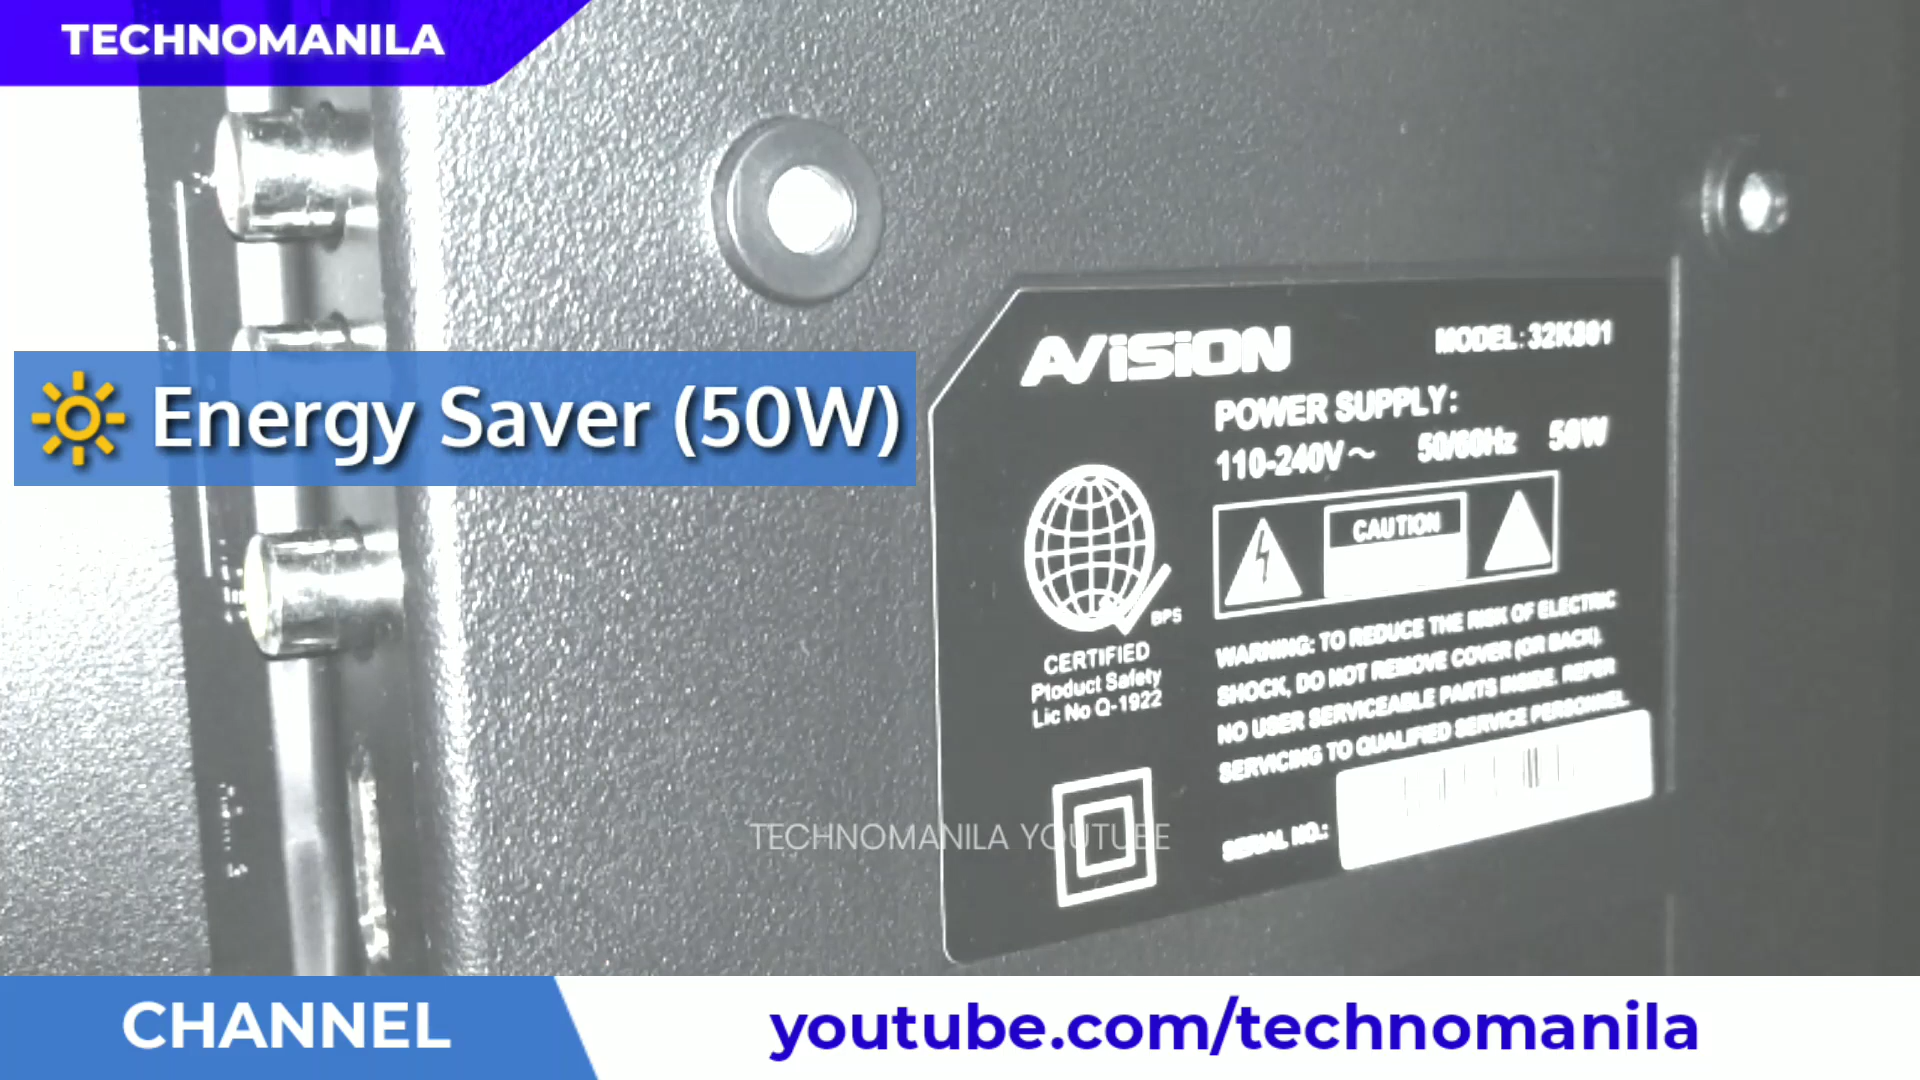 TECHNOMANILA
Energy Saver (50W)
AViSiON
MODEL: 32K801
POWER SUPPLY:
110-240V~ 50/60Hz 50W
CAUTION
BPS
CERTIFIED
Product Safety
Lic No Q-1922
WARNING: TO REDUCE THE RISK OF ELECTRIC
SHOCK, DO NOT REMOVE COVER (OR BACK).
NO USER SERVICEABLE PARTS INSIDE. REFER
SERVICING TO QUALIFIED SERVICE PERSONNEL.
SERIAL NO.:
TECHNOMANILA YOUTUBE
CHANNEL
youtube.com/technomanila